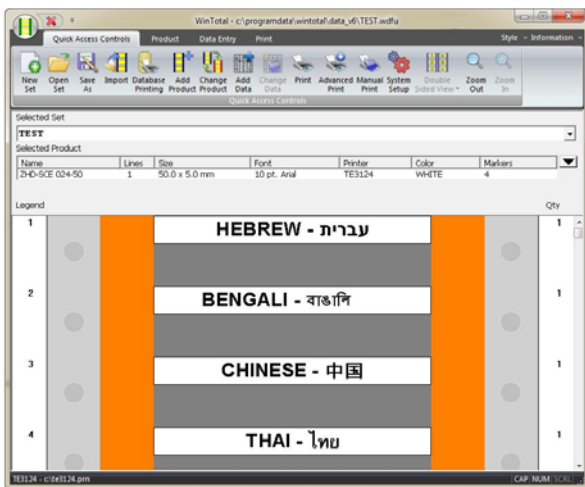 WinTotal - c:\programdata\wintotal\data_v6\TEST.wdfu
Quick Access Controls Product Data Entry Print Style Information
New Set Open Set Save As Import Database Printing Add Product Change Product Add Data Change Data Print Advanced Print Manual Print System Setup Double Sided View Zoom Out Zoom In
Quick Access Controls
Selected Set
TEST
Selected Product
Name Lines Size Font Printer Color Markers
ZHD-SCE 024-50 1 50.0 x 5.0 mm 10 pt. Arial TE3124 WHITE 4
Legend Qty
1 HEBREW - עברית 1
2 BENGALI - বাঙালি 1
3 CHINESE - 中国 1
4 THAI - ไทย 1
TE3124 - c:\te3124.prn CAP NUM SCRL